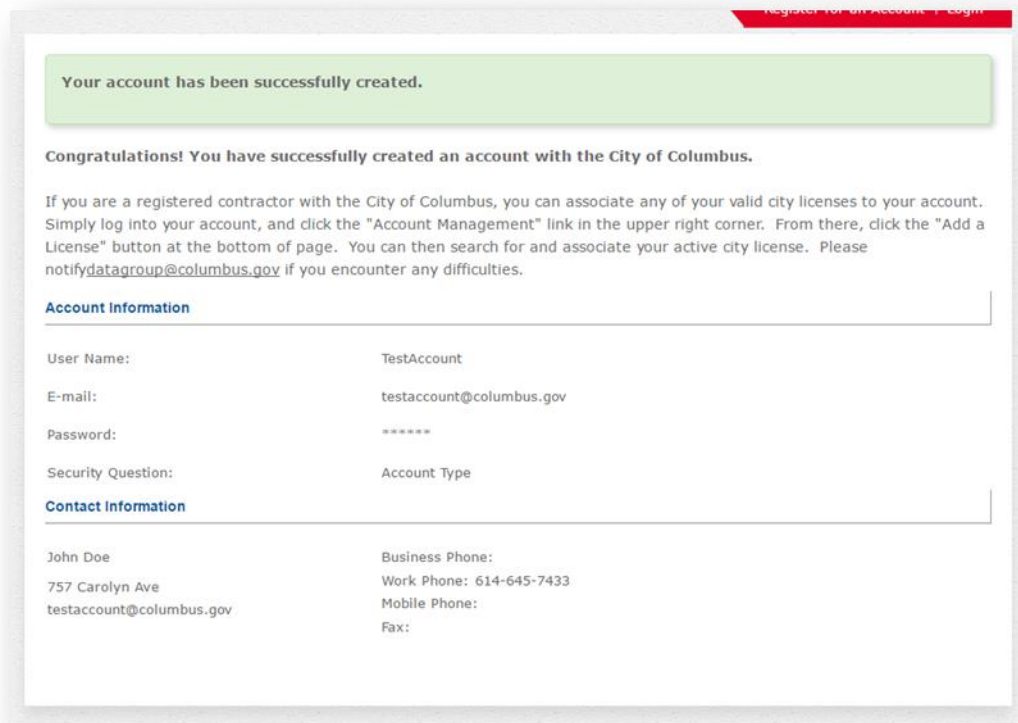 Register for an Account | Login
Your account has been successfully created.
Congratulations! You have successfully created an account with the City of Columbus.
If you are a registered contractor with the City of Columbus, you can associate any of your valid city licenses to your account.
Simply log into your account, and click the "Account Management" link in the upper right corner. From there, click the "Add a
License" button at the bottom of page. You can then search for and associate your active city license. Please
notifydatagroup@columbus.gov if you encounter any difficulties.
Account Information
User Name: TestAccount
E-mail: testaccount@columbus.gov
Password: ******
Security Question: Account Type
Contact Information
John Doe
757 Carolyn Ave
testaccount@columbus.gov
Business Phone:
Work Phone: 614-645-7433
Mobile Phone:
Fax: